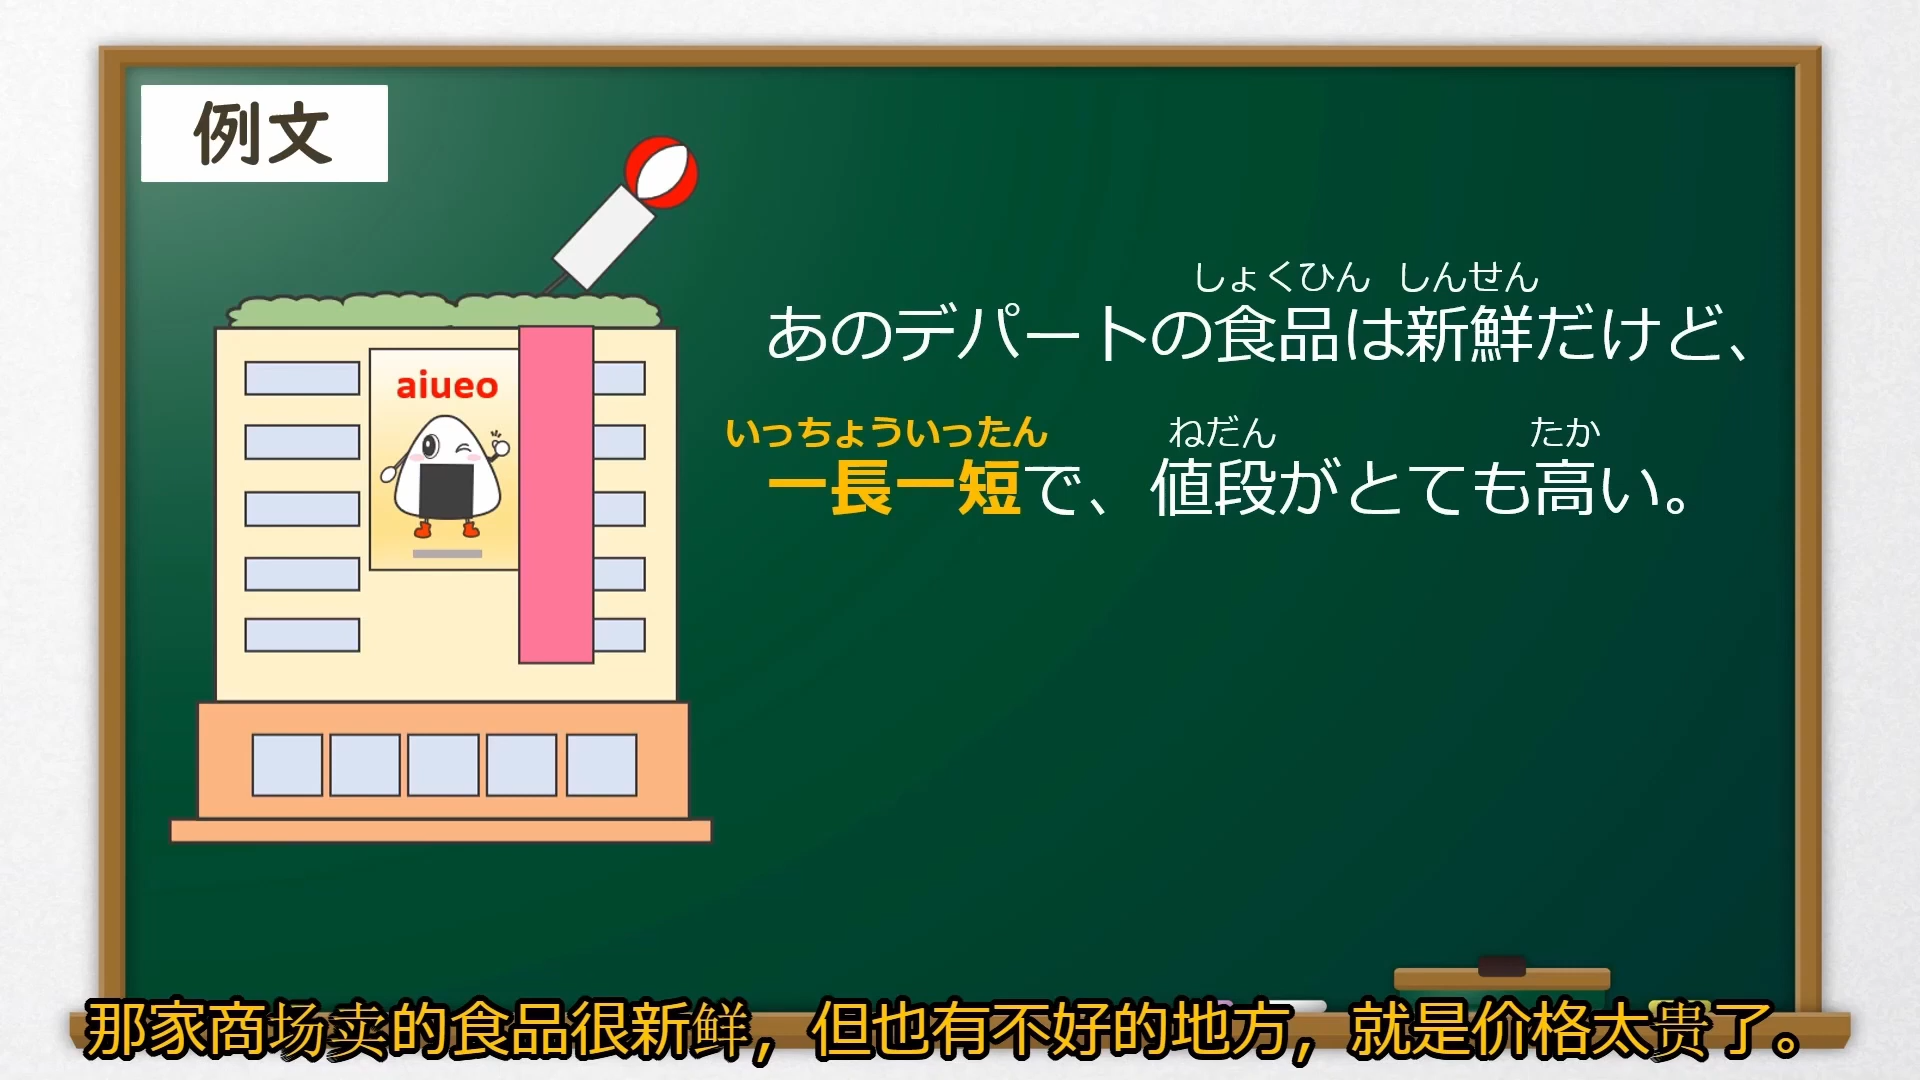 例文
aiueo
しょくひん しんせん
あのデパートの食品は新鮮だけど、
いっちょういったん ねだん たか
一長一短で、値段がとても高い。
那家商场卖的食品很新鲜，但也有不好的地方，就是价格太贵了。